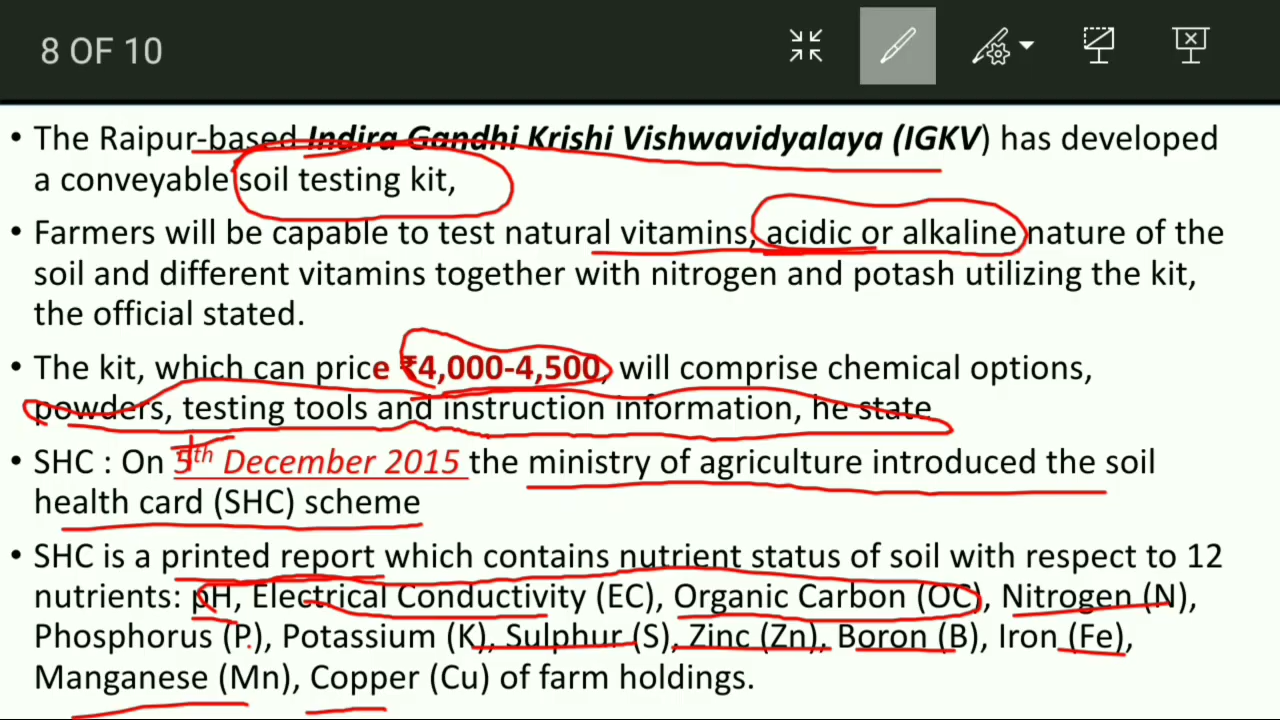 8 OF 10
• The Raipur-based Indira Gandhi Krishi Vishwavidyalaya (IGKV) has developed
a conveyable soil testing kit,
• Farmers will be capable to test natural vitamins, acidic or alkaline nature of the
soil and different vitamins together with nitrogen and potash utilizing the kit,
the official stated.
• The kit, which can price ₹4,000-4,500, will comprise chemical options,
powders, testing tools and instruction information, he state
• SHC : On 5th December 2015 the ministry of agriculture introduced the soil
health card (SHC) scheme
• SHC is a printed report which contains nutrient status of soil with respect to 12
nutrients: pH, Electrical Conductivity (EC), Organic Carbon (OC), Nitrogen (N),
Phosphorus (P.), Potassium (K), Sulphur (S), Zinc (Zn), Boron (B), Iron (Fe),
Manganese (Mn), Copper (Cu) of farm holdings.